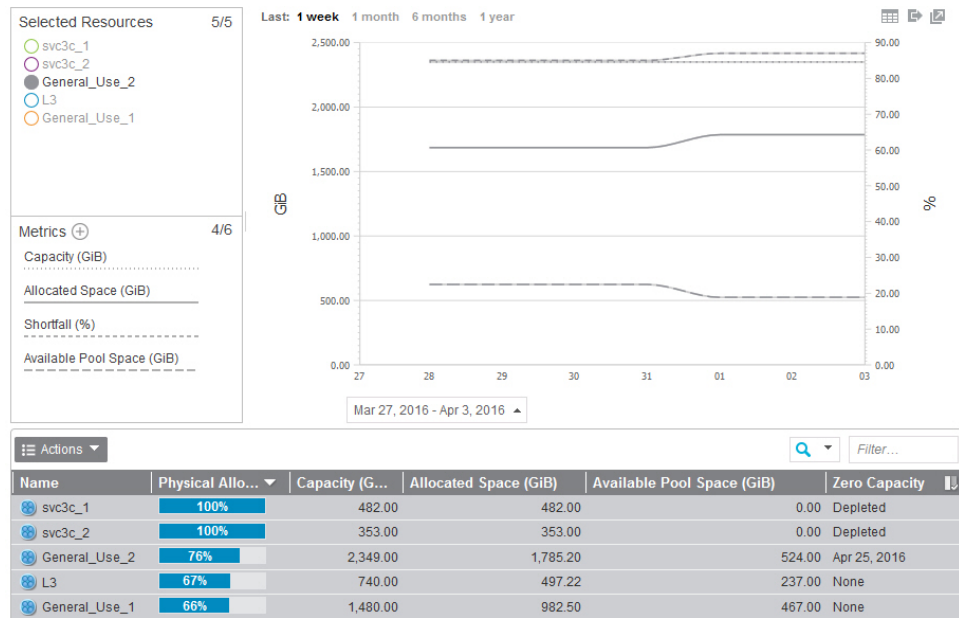 Selected Resources 5/5
svc3c_1
svc3c_2
General_Use_2
L3
General_Use_1
Metrics 4/6
Capacity (GiB)
Allocated Space (GiB)
Shortfall (%)
Available Pool Space (GiB)
Last: 1 week 1 month 6 months 1 year
2,500.00
2,000.00
1,500.00
1,000.00
500.00
0.00
GiB
90.00
80.00
70.00
60.00
50.00
40.00
30.00
20.00
10.00
0.00
%
27 28 29 30 31 01 02 03
Mar 27, 2016 - Apr 3, 2016
Actions Filter...
Name Physical Allo... Capacity (G... Allocated Space (GiB) Available Pool Space (GiB) Zero Capacity
svc3c_1 100% 482.00 482.00 0.00 Depleted
svc3c_2 100% 353.00 353.00 0.00 Depleted
General_Use_2 76% 2,349.00 1,785.20 524.00 Apr 25, 2016
L3 67% 740.00 497.22 237.00 None
General_Use_1 66% 1,480.00 982.50 467.00 None